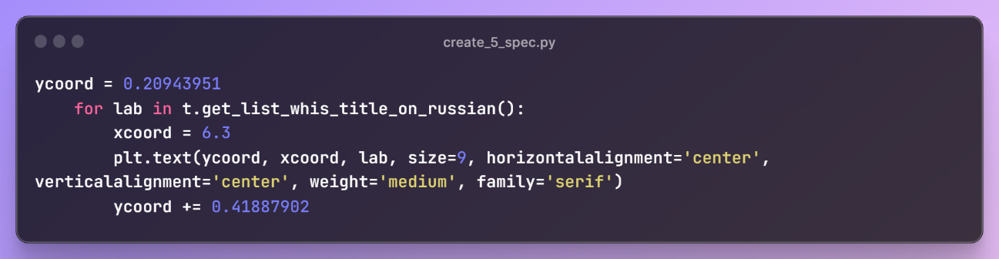 create_5_spec.py
ycoord = 0.20943951
    for lab in t.get_list_whis_title_on_russian():
        xcoord = 6.3
        plt.text(ycoord, xcoord, lab, size=9, horizontalalignment='center',
verticalalignment='center', weight='medium', family='serif')
        ycoord += 0.41887902